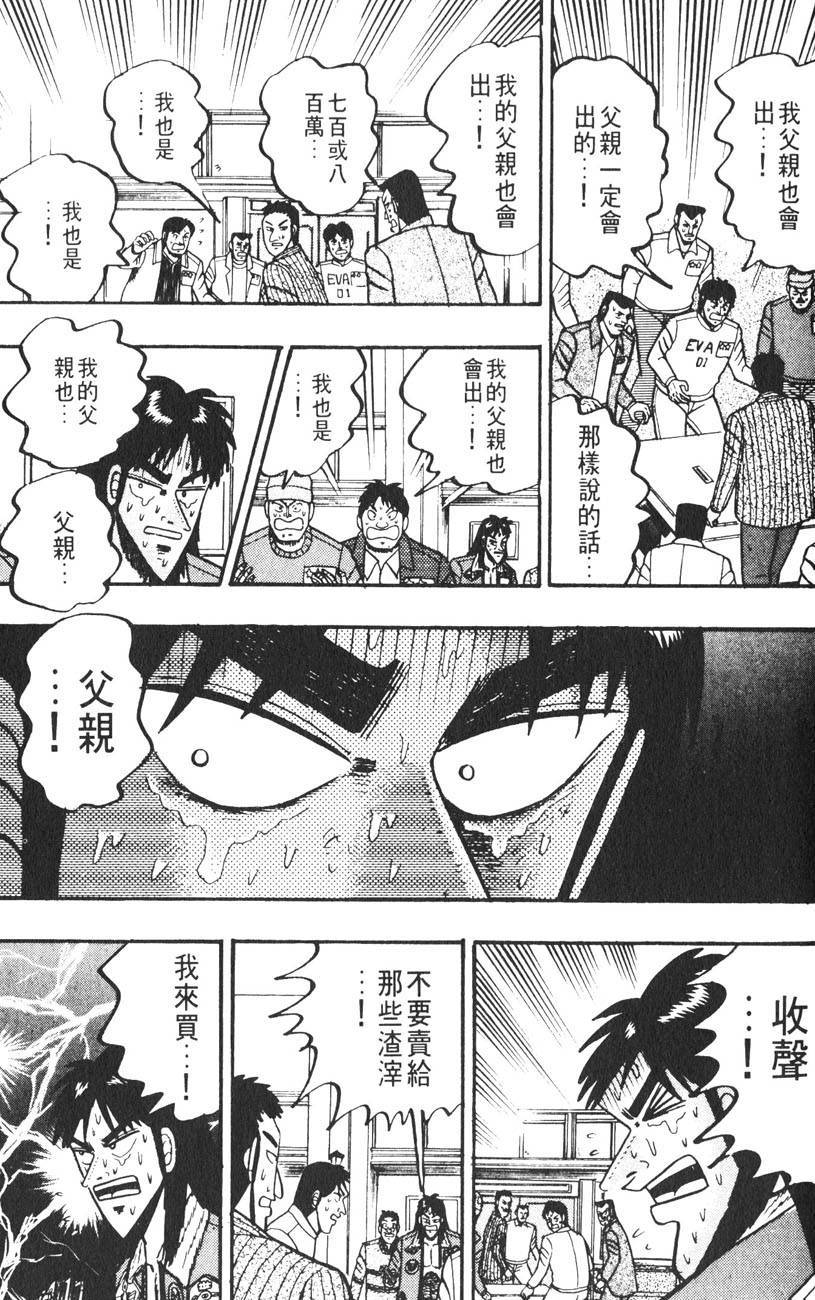 我父親也會
出…！
父親一定會
出的…！
EVA
01
那樣說的話…
我的父親也會
出…！
七百或八
百萬…
我也是
…！
我也是
…！
EVA
01
我的父親也
會出…！
我也是
…！
我的父
親也…
父親…
父親
…！
收聲
…！
不要賣給
那些渣滓
…！
我來買…！